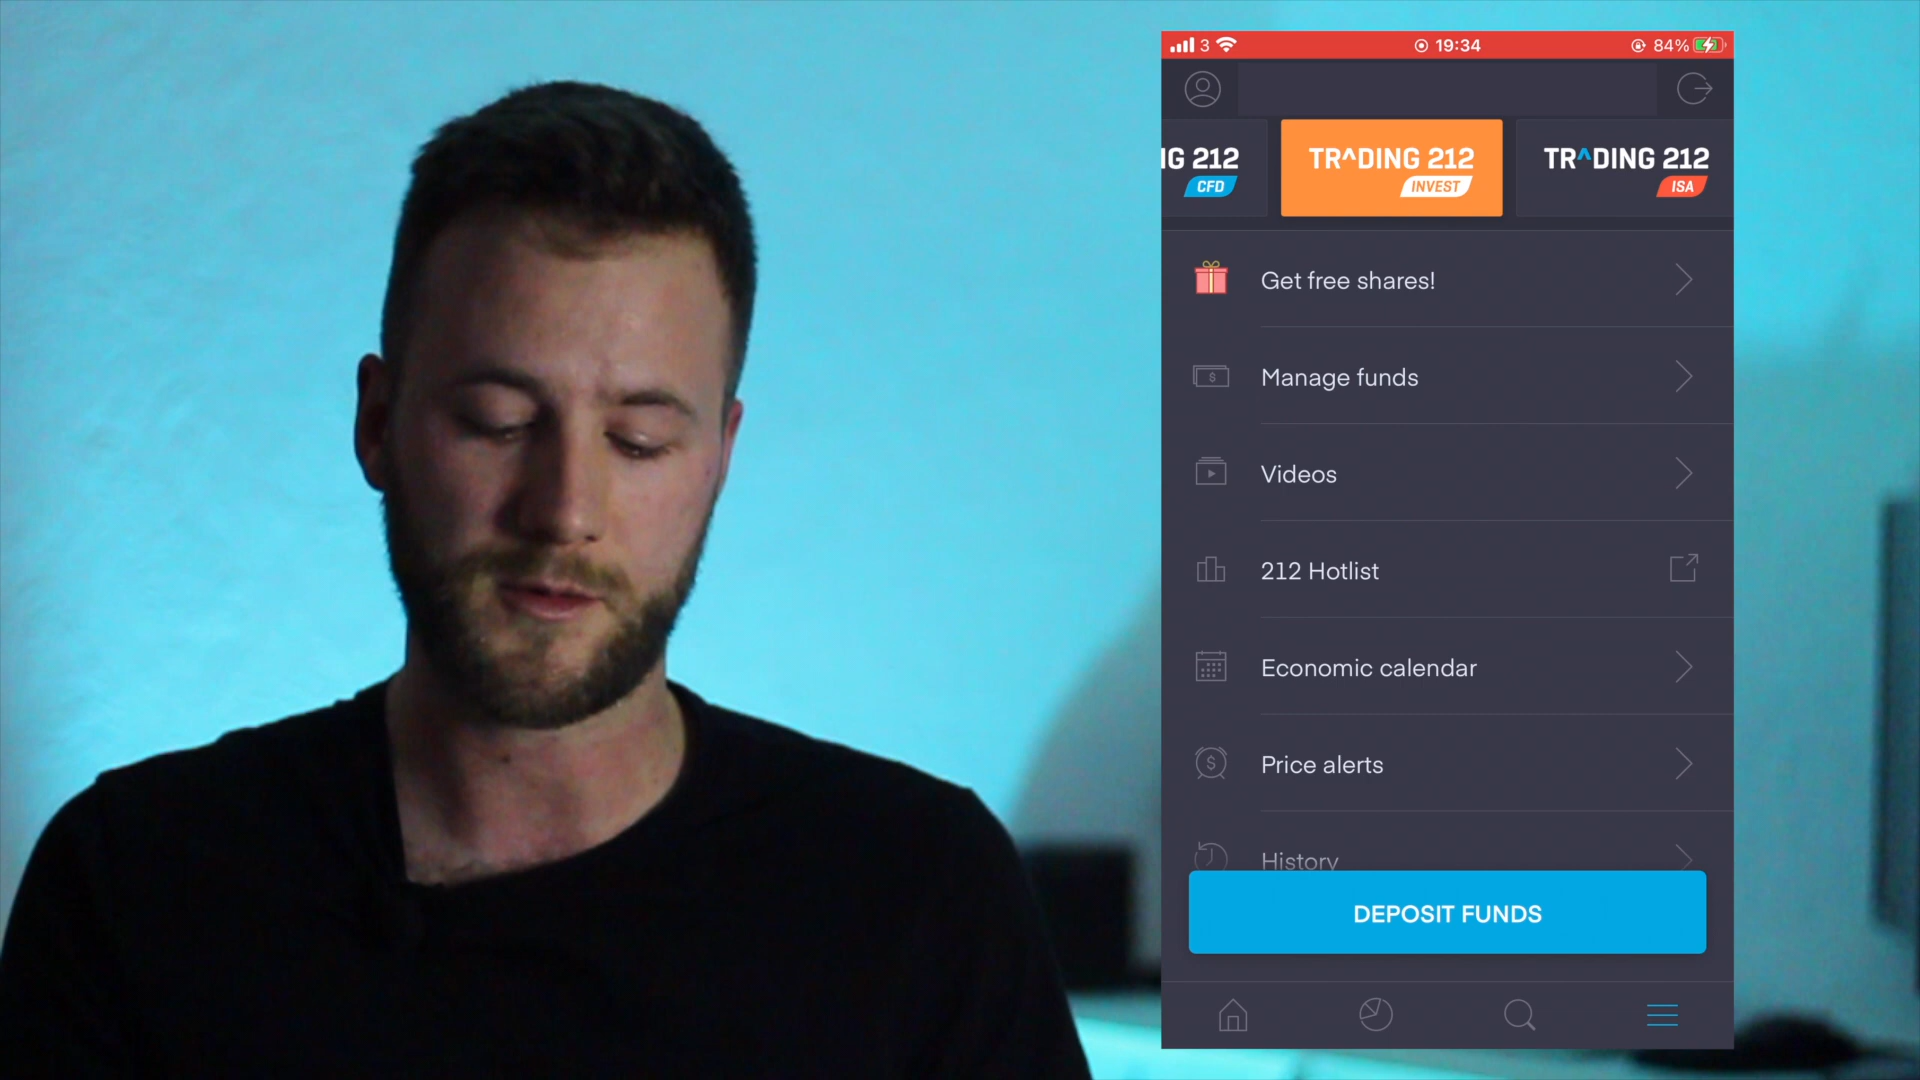 3 19:34 84%
NG 212 CFD
TRADING 212 INVEST
TRADING 212 ISA
Get free shares!
Manage funds
Videos
212 Hotlist
Economic calendar
Price alerts
History
DEPOSIT FUNDS